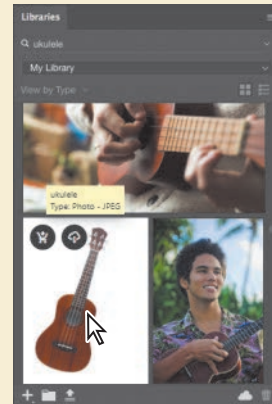 Libraries
ukulele
My Library
View by Type
ukulele
Type: Photo - JPEG